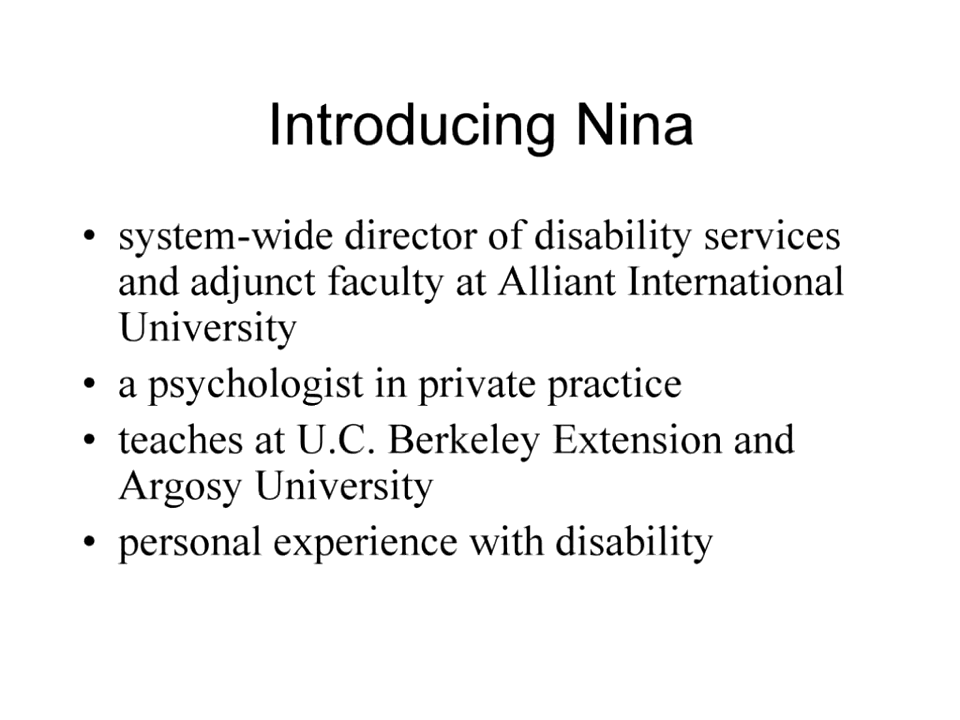 Introducing Nina
• system-wide director of disability services
and adjunct faculty at Alliant International
University
• a psychologist in private practice
• teaches at U.C. Berkeley Extension and
Argosy University
• personal experience with disability